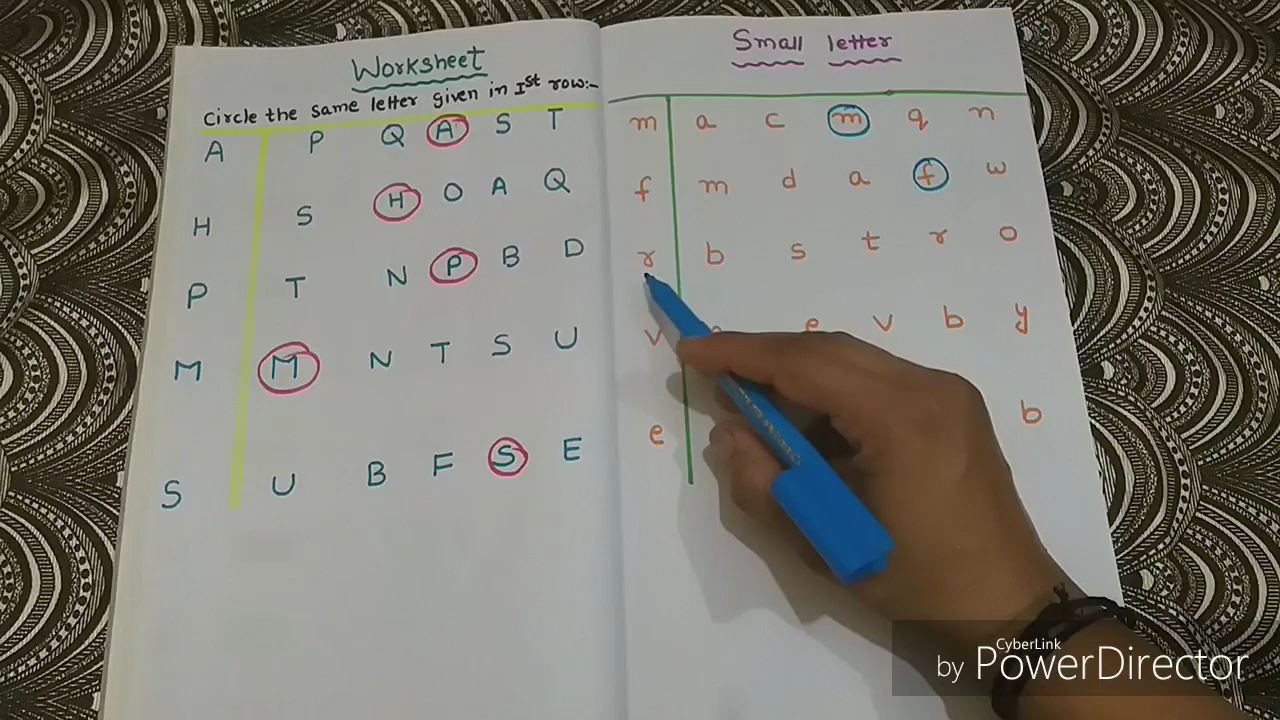 Worksheet
Circle the same letter given in Ist row:-
A P Q A S T
H S H O A Q
P T N P B D
M M N T S U
S U B F S E
Small letter
m a c m q n
f m d a f w
r b s t r o
v e v b y
e b
CyberLink
by PowerDirector